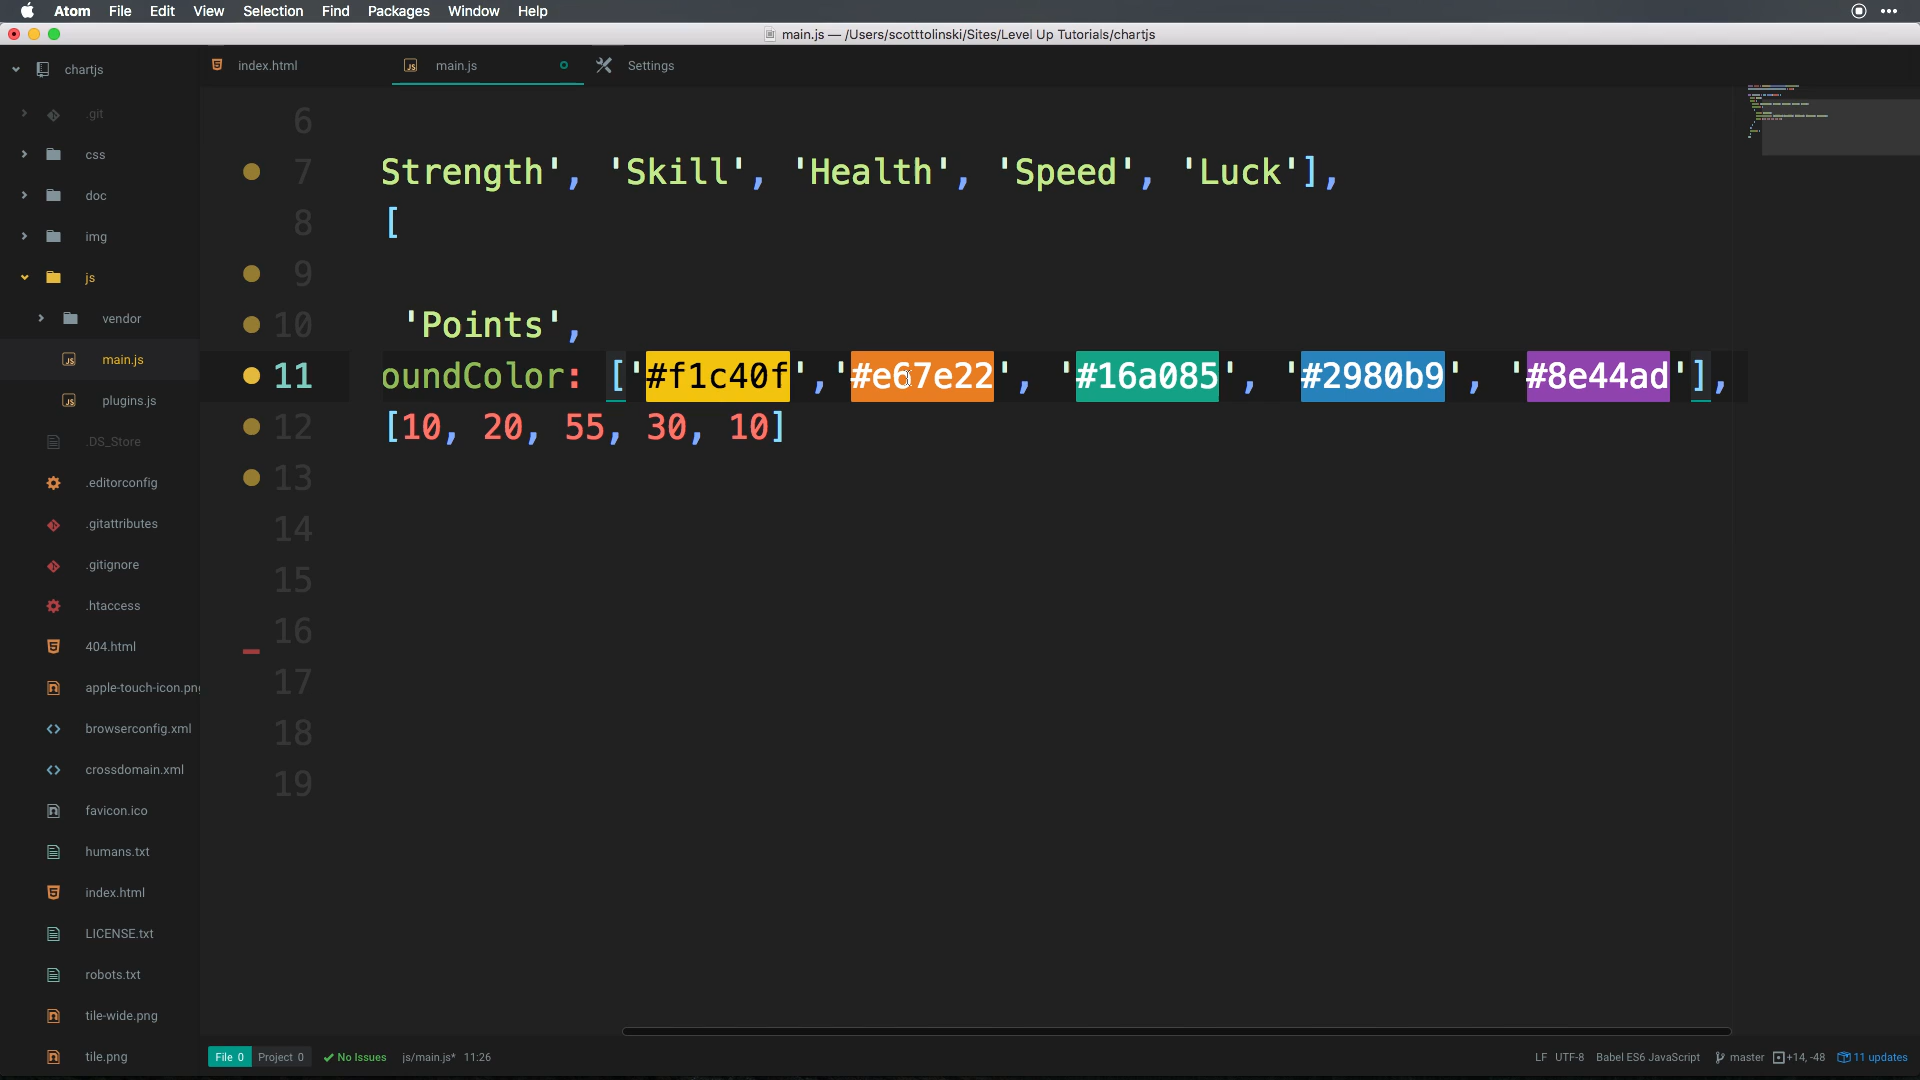 Atom File Edit View Selection Find Packages Window Help
main.js — /Users/scotttolinski/Sites/Level Up Tutorials/chartjs
chartjs
.git
css
doc
img
js
vendor
main.js
plugins.js
.DS_Store
.editorconfig
.gitattributes
.gitignore
.htaccess
404.html
apple-touch-icon.png
browserconfig.xml
crossdomain.xml
favicon.ico
humans.txt
index.html
LICENSE.txt
robots.txt
tile-wide.png
tile.png
index.html main.js Settings
6
7 Strength', 'Skill', 'Health', 'Speed', 'Luck'],
8 [
9
10 'Points',
11 oundColor: ['#f1c40f','#e67e22', '#16a085', '#2980b9', '#8e44ad'],
12 [10, 20, 55, 30, 10]
13
14
15
16
17
18
19
File 0 Project 0 No Issues js/main.js* 11:26 LF UTF-8 Babel ES6 JavaScript master +14, -48 11 updates